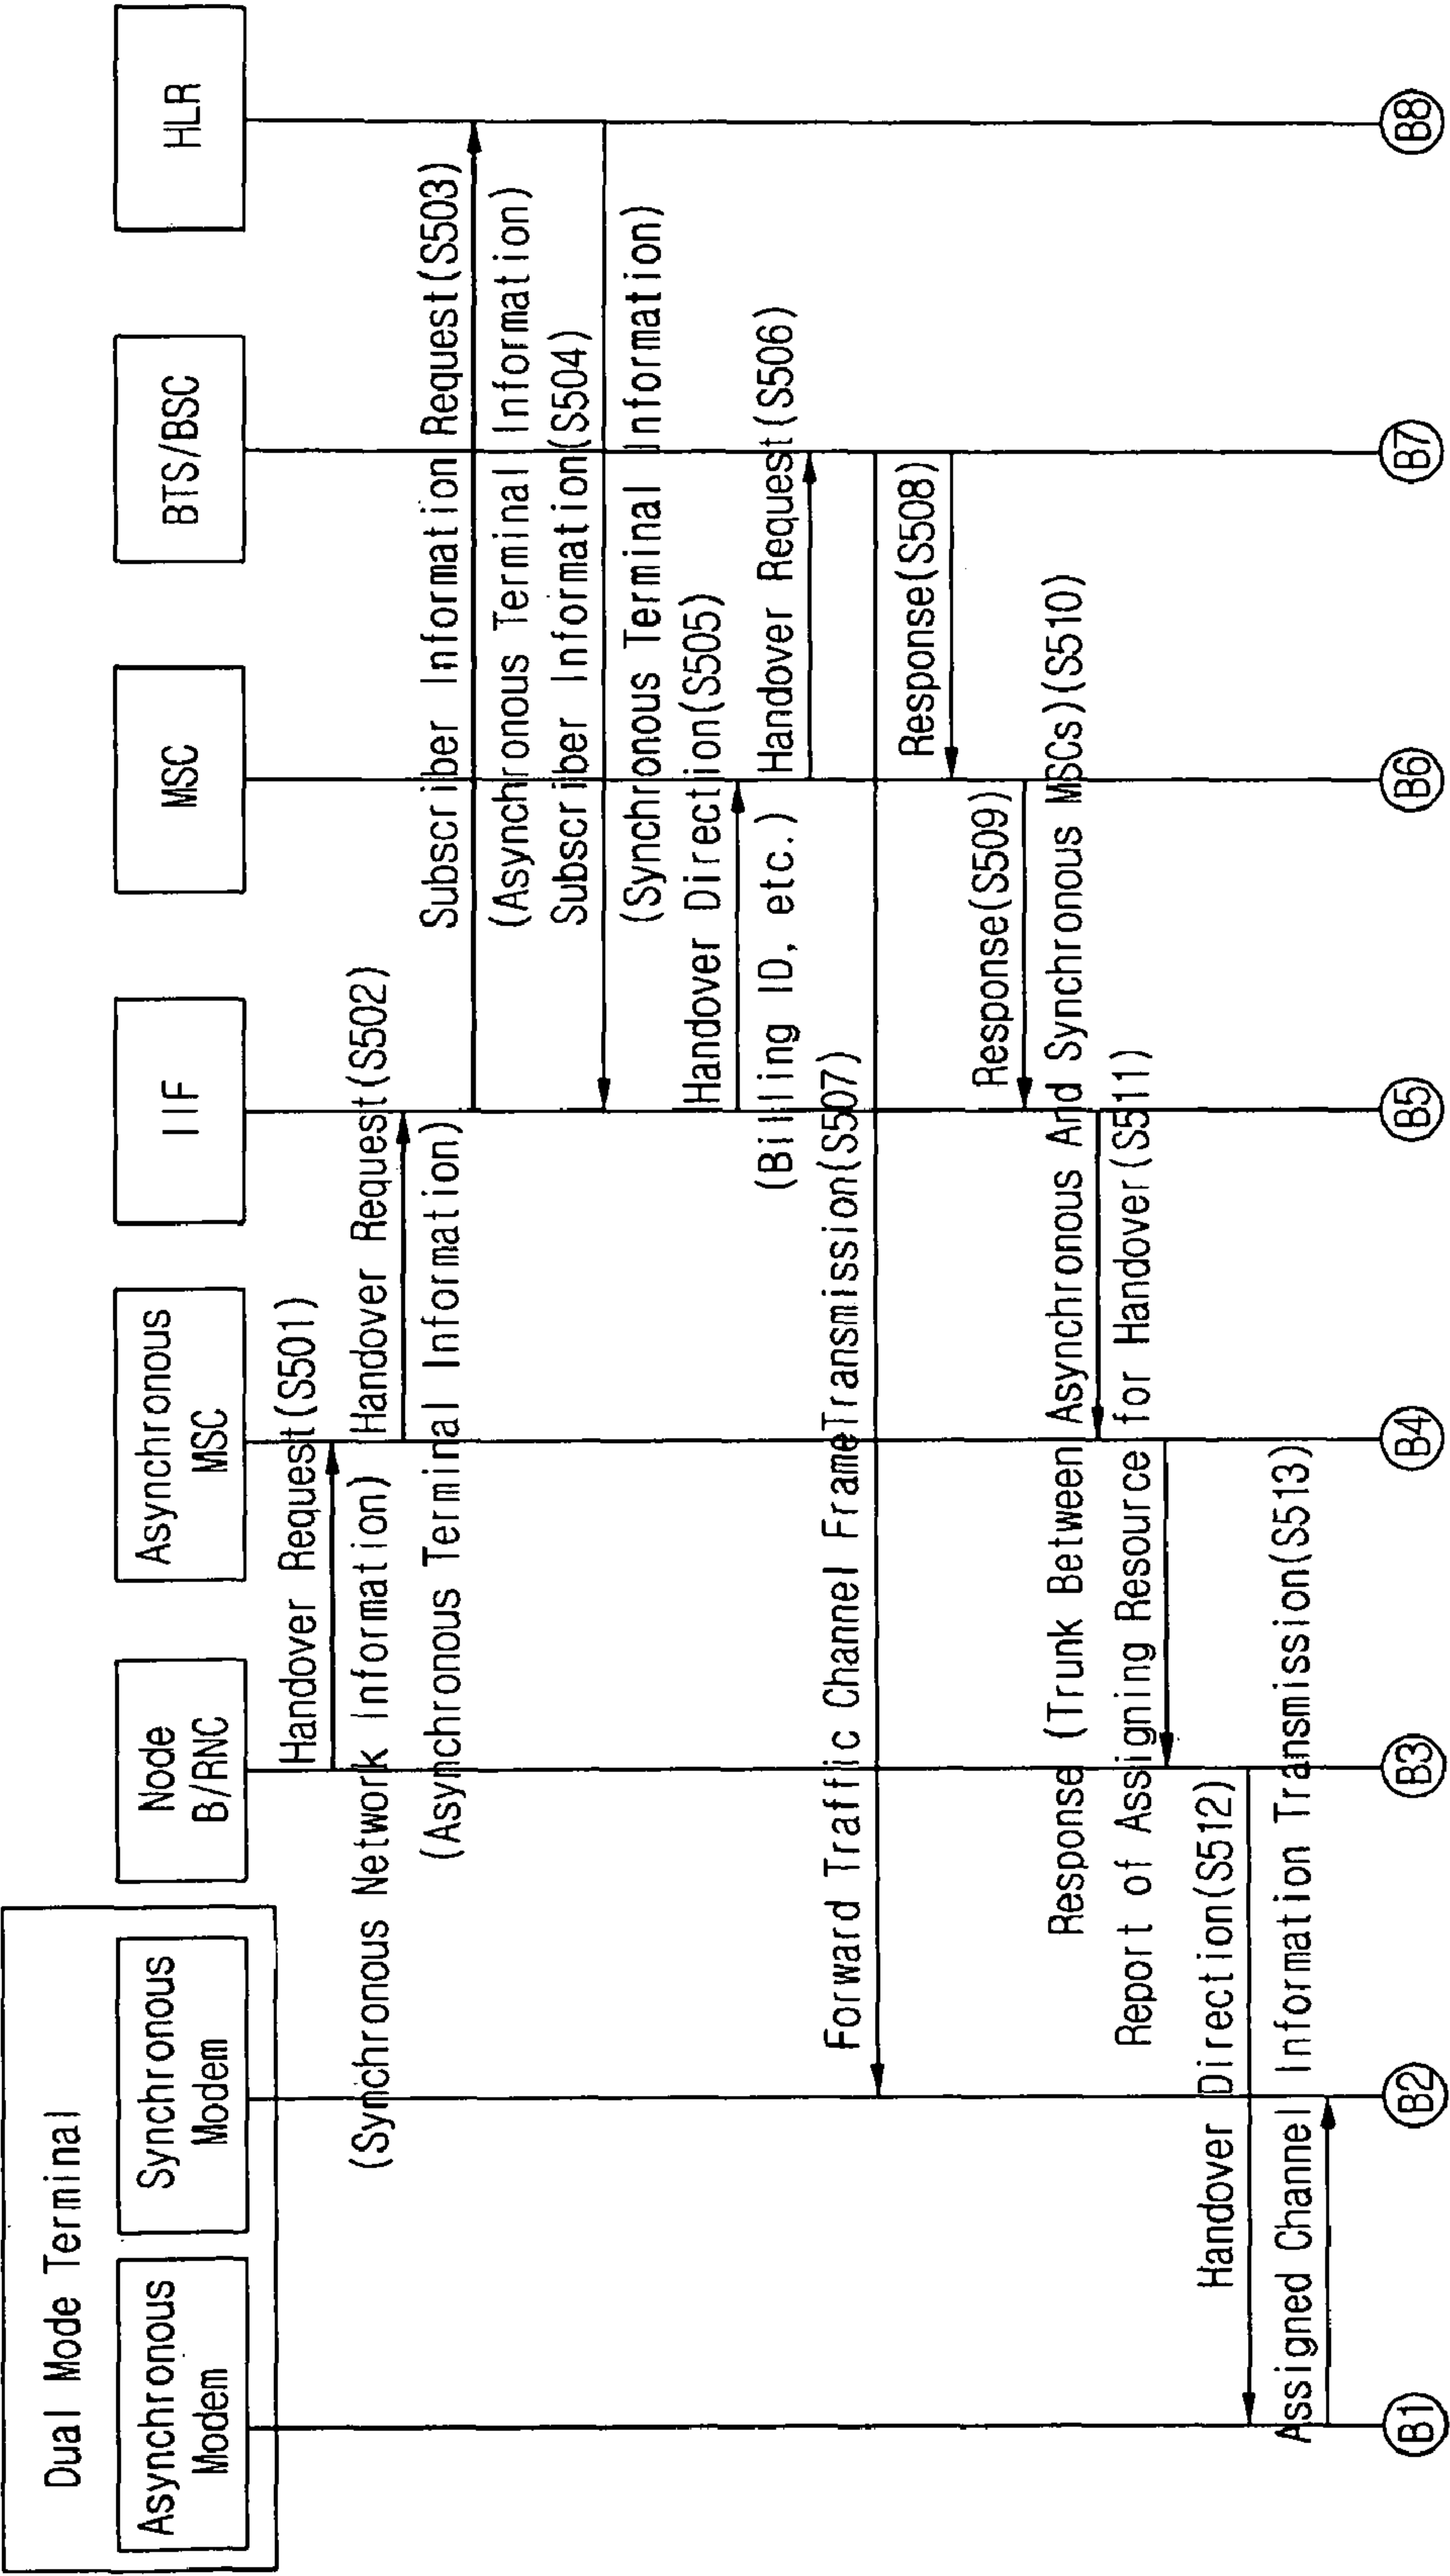 Dual Mode Terminal
Asynchronous
Modem
Synchronous
Modem
Node
B/RNC
Asynchronous
MSC
IIF
MSC
BTS/BSC
HLR
Handover Request(S501)
(Synchronous Network Information)
Handover Request(S502)
(Asynchronous Terminal Information)
Subscriber Information Request(S503)
(Asynchronous Terminal Information)
Subscriber Information(S504)
(Synchronous Terminal Information)
Handover Direction(S505)
(Billing ID, etc.)
Handover Request(S506)
Forward Traffic Channel FrameTransmission(S507)
Response(S508)
Response(S509)
Response (Trunk Between Asynchronous And Synchronous MSCs)(S510)
Report of Assigning Resource for Handover(S511)
Handover Direction(S512)
Assigned Channel Information Transmission(S513)
B1
B2
B3
B4
B5
B6
B7
B8